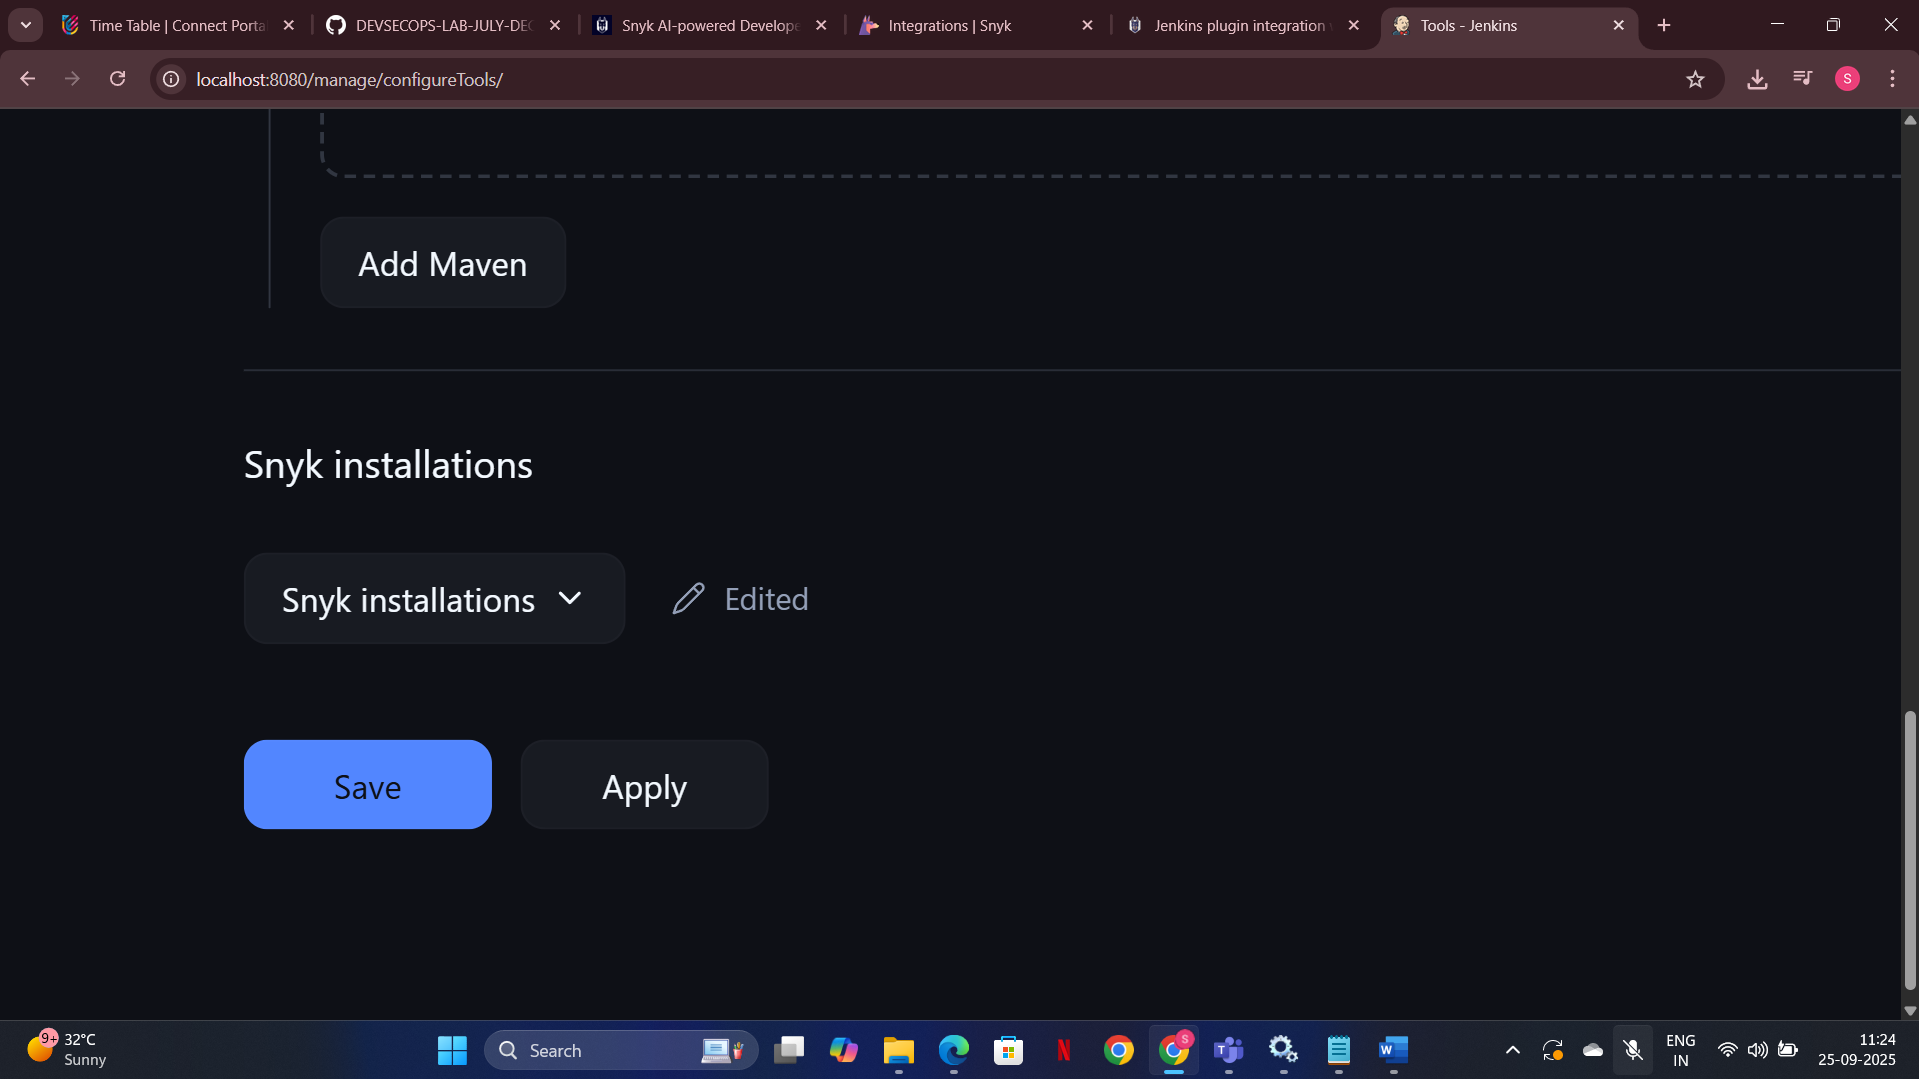 Time Table | Connect Porta
DEVSECOPS-LAB-JULY-DEC
Snyk AI-powered Develope
Integrations | Snyk
Jenkins plugin integration
Tools - Jenkins
localhost:8080/manage/configureTools/
S
Add Maven
Snyk installations
Snyk installations
Edited
Save
Apply
9+
32°C
Sunny
Search
N
S
T
W
ENG
IN
11:24
25-09-2025